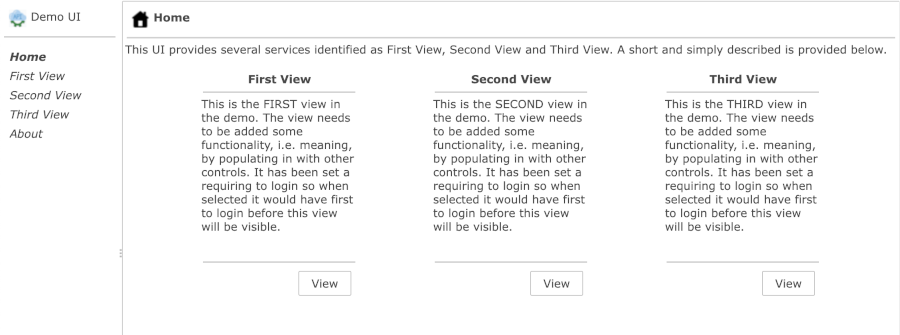 Demo UI
Home
First View
Second View
Third View
About
Home
This UI provides several services identified as First View, Second View and Third View. A short and simply described is provided below.
First View
This is the FIRST view in
the demo. The view needs
to be added some
functionality, i.e. meaning,
by populating in with other
controls. It has been set a
requiring to login so when
selected it would have first
to login before this view
will be visible.
View
Second View
This is the SECOND view in
the demo. The view needs
to be added some
functionality, i.e. meaning,
by populating in with other
controls. It has been set a
requiring to login so when
selected it would have first
to login before this view
will be visible.
View
Third View
This is the THIRD view in
the demo. The view needs
to be added some
functionality, i.e. meaning,
by populating in with other
controls. It has been set a
requiring to login so when
selected it would have first
to login before this view
will be visible.
View